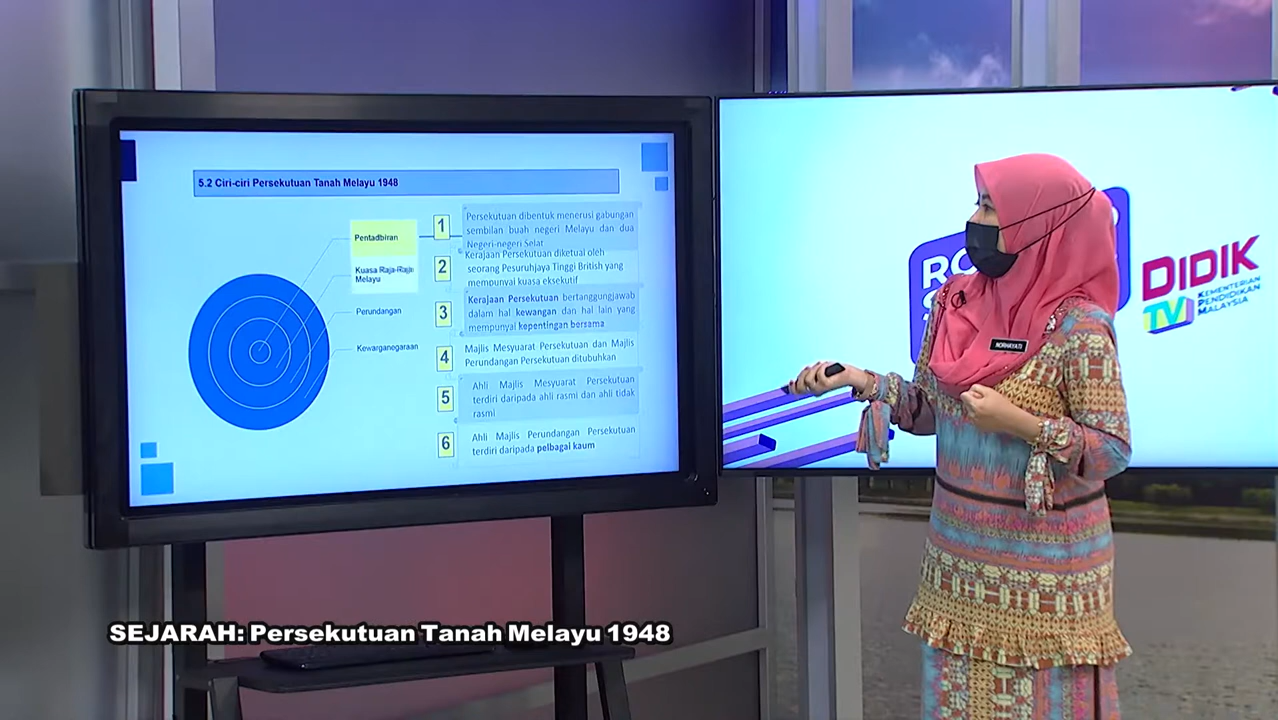 5.2 Ciri-ciri Persekutuan Tanah Melayu 1948
Pentadbiran
Kuasa Raja-Raja
Melayu
Perundangan
Kewarganegaraan
1
Persekutuan dibentuk menerusi gabungan
sembilan buah negeri Melayu dan dua
Negeri-negeri Selat
2
Kerajaan Persekutuan diketuai oleh
seorang Pesuruhjaya Tinggi British yang
mempunyai kuasa eksekutif
3
Kerajaan Persekutuan bertanggungjawab
dalam hal kewangan dan hal lain yang
mempunyai kepentingan bersama
4
Majlis Mesyuarat Persekutuan dan Majlis
Perundangan Persekutuan ditubuhkan
5
Ahli Majlis Mesyuarat Persekutuan
terdiri daripada ahli rasmi dan ahli tidak
rasmi
6
Ahli Majlis Perundangan Persekutuan
terdiri daripada pelbagai kaum
DIDIK
TV
KEMENTERIAN
PENDIDIKAN
MALAYSIA
NORHAYATI
SEJARAH: Persekutuan Tanah Melayu 1948